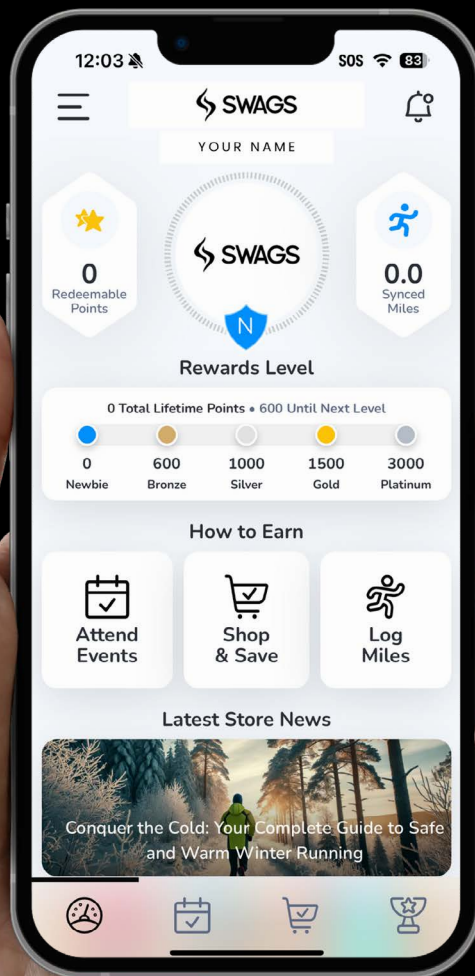 12:03
SOS
83
SWAGS
YOUR NAME
0
Redeemable
Points
SWAGS
N
0.0
Synced
Miles
Rewards Level
0 Total Lifetime Points • 600 Until Next Level
0
600
1000
1500
3000
Newbie
Bronze
Silver
Gold
Platinum
How to Earn
Attend
Events
Shop
& Save
Log
Miles
Latest Store News
Conquer the Cold: Your Complete Guide to Safe
and Warm Winter Running